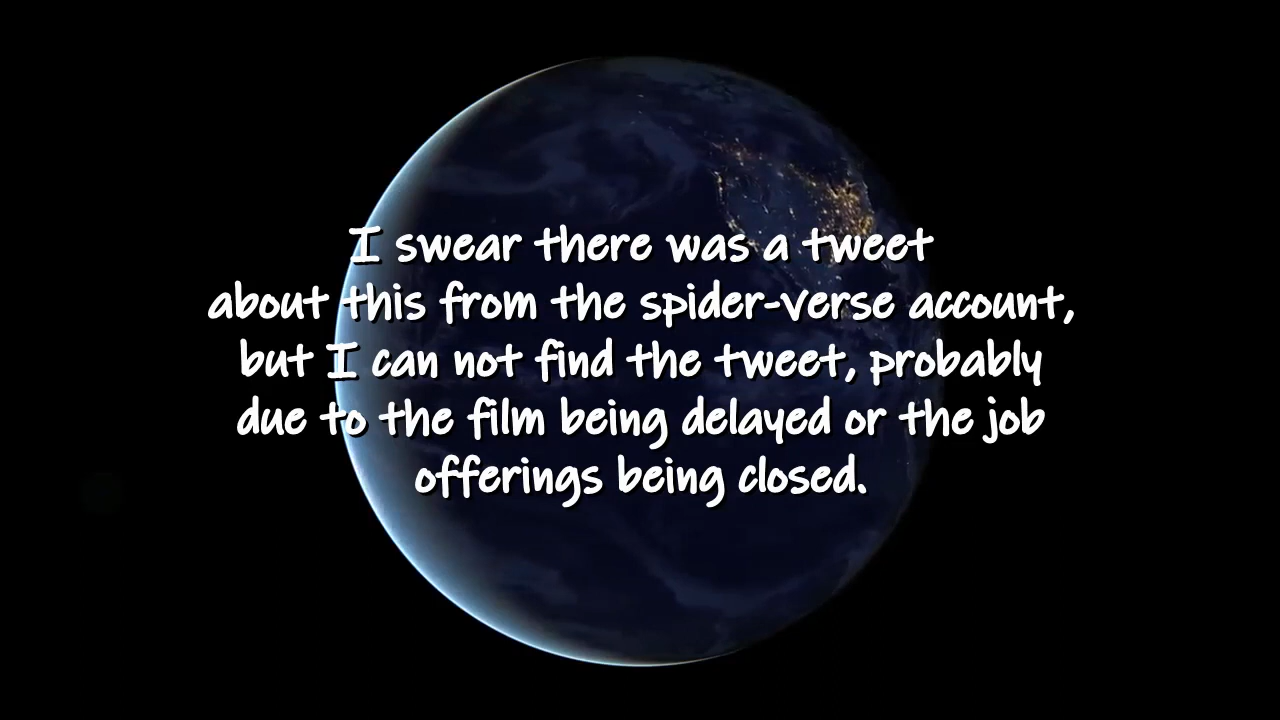 I swear there was a tweet
about this from the spider-verse account,
but I can not find the tweet, probably
due to the film being delayed or the job
offerings being closed.